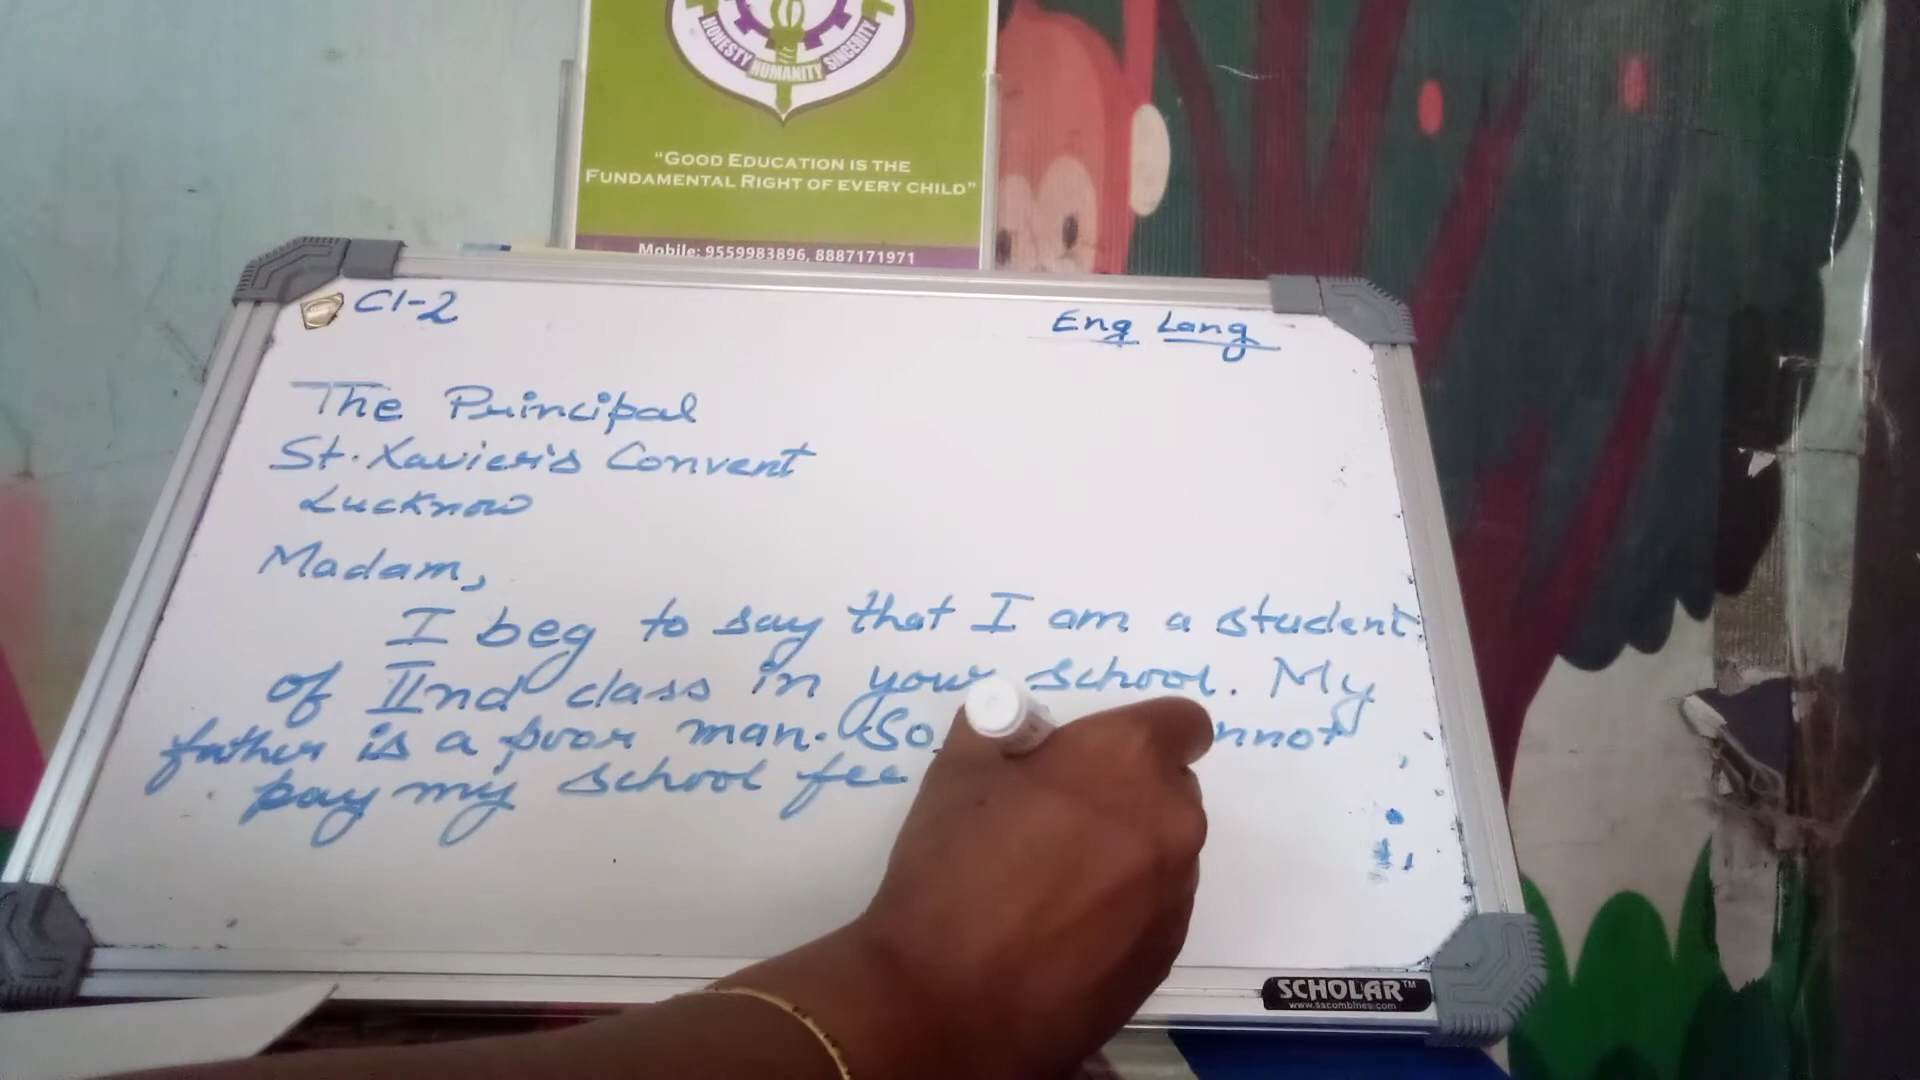 HONESTY HUMANITY SINCERITY
"GOOD EDUCATION IS THE
FUNDAMENTAL RIGHT OF EVERY CHILD"
Mobile: 9559983896, 8887171971
Cl-2
Eng Lang
The Principal
St. Xavier's Convent
Lucknow
Madam,
I beg to say that I am a student
of IInd class in your school. My
father is a poor man. So,
pay my school fee
SCHOLAR™
www.sscombines.com